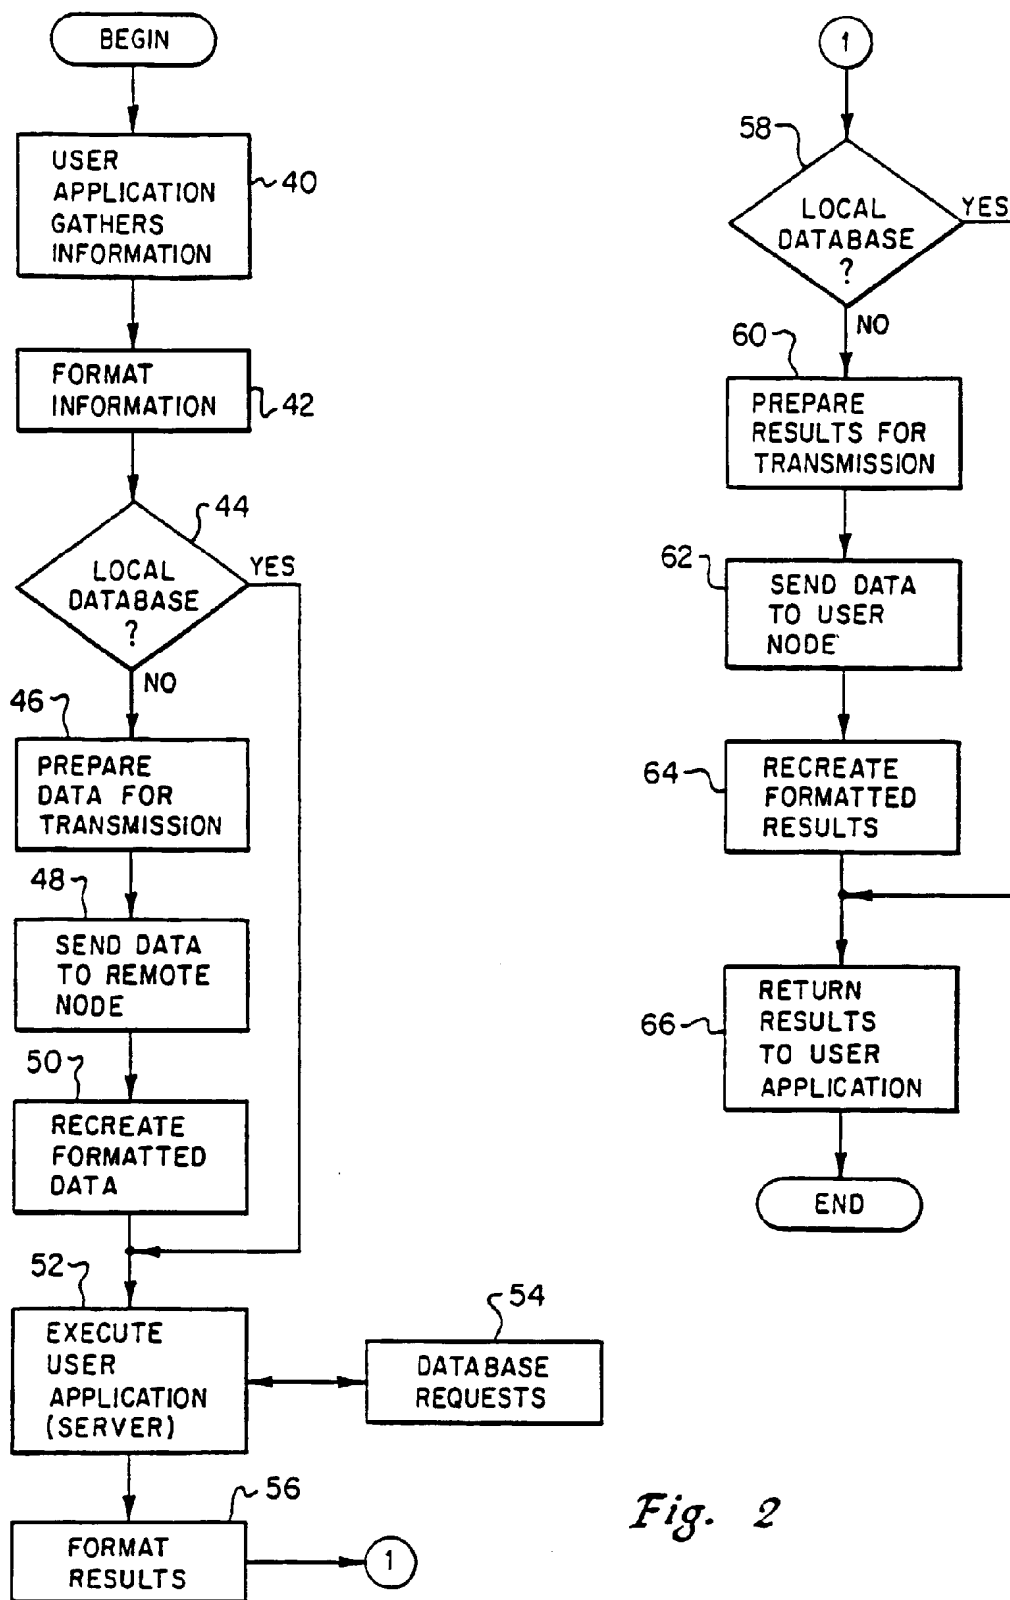 BEGIN
USER
APPLICATION
GATHERS
INFORMATION
40
FORMAT
INFORMATION
42
44
LOCAL
DATABASE
?
YES
NO
46
PREPARE
DATA FOR
TRANSMISSION
48
SEND DATA
TO REMOTE
NODE
50
RECREATE
FORMATTED
DATA
52
EXECUTE
USER
APPLICATION
(SERVER)
54
DATABASE
REQUESTS
56
FORMAT
RESULTS
1
1
58
LOCAL
DATABASE
?
YES
NO
60
PREPARE
RESULTS FOR
TRANSMISSION
62
SEND DATA
TO USER
NODE
64
RECREATE
FORMATTED
RESULTS
66
RETURN
RESULTS
TO USER
APPLICATION
END
Fig. 2